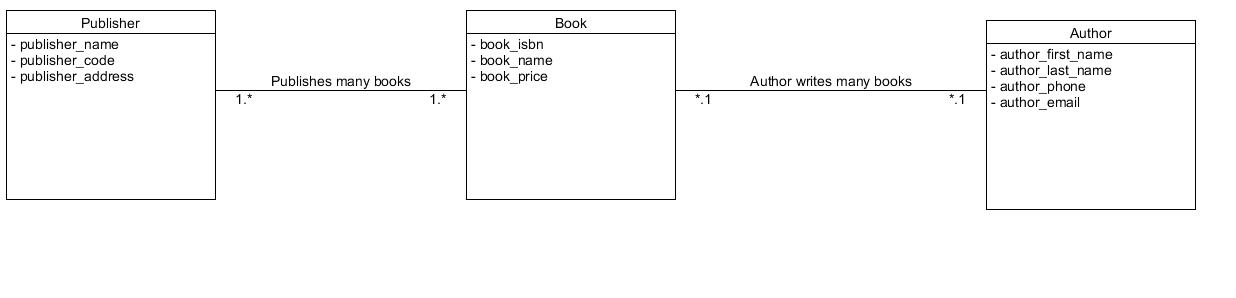 Publisher
- publisher_name
- publisher_code
- publisher_address
Publishes many books
1.*
1.*
Book
- book_isbn
- book_name
- book_price
Author writes many books
*.1
*.1
Author
- author_first_name
- author_last_name
- author_phone
- author_email